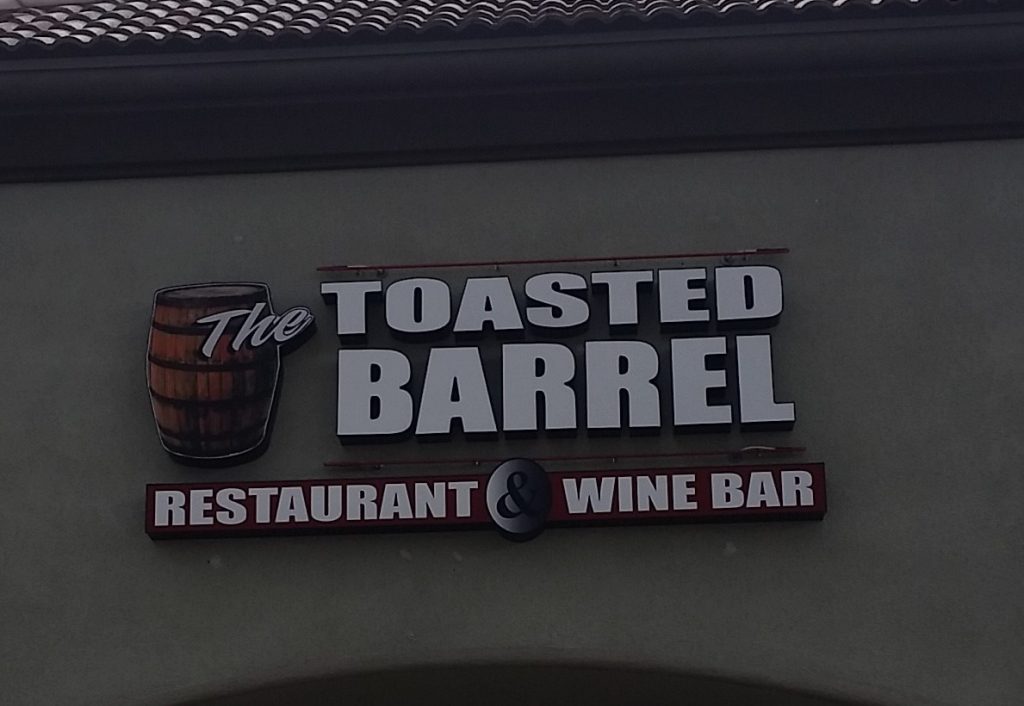 The TOASTED
BARREL
RESTAURANT & WINE BAR